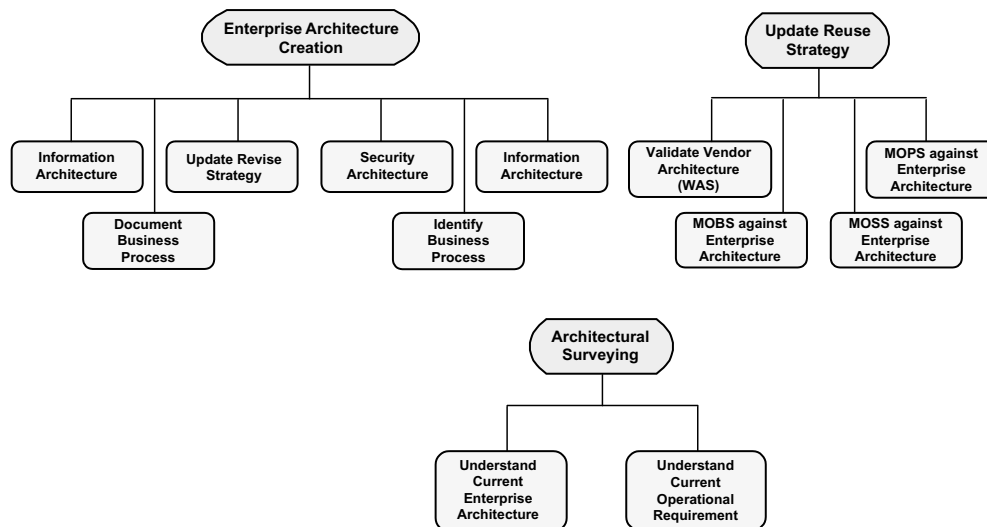 Enterprise Architecture
Creation
Information
Architecture
Document
Business
Process
Update Revise
Strategy
Security
Architecture
Identify
Business
Process
Information
Architecture
Update Reuse
Strategy
Validate Vendor
Architecture
(WAS)
MOBS against
Enterprise
Architecture
MOSS against
Enterprise
Architecture
MOPS against
Enterprise
Architecture
Architectural
Surveying
Understand
Current
Enterprise
Architecture
Understand
Current
Operational
Requirement